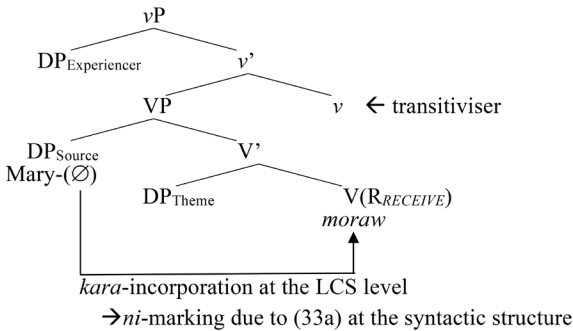 vP
DPExperiencer v’
VP v ← transitiviser
DPSource V’
Mary-(∅)
DPTheme V(RRECEIVE)
moraw
kara-incorporation at the LCS level
→ni-marking due to (33a) at the syntactic structure